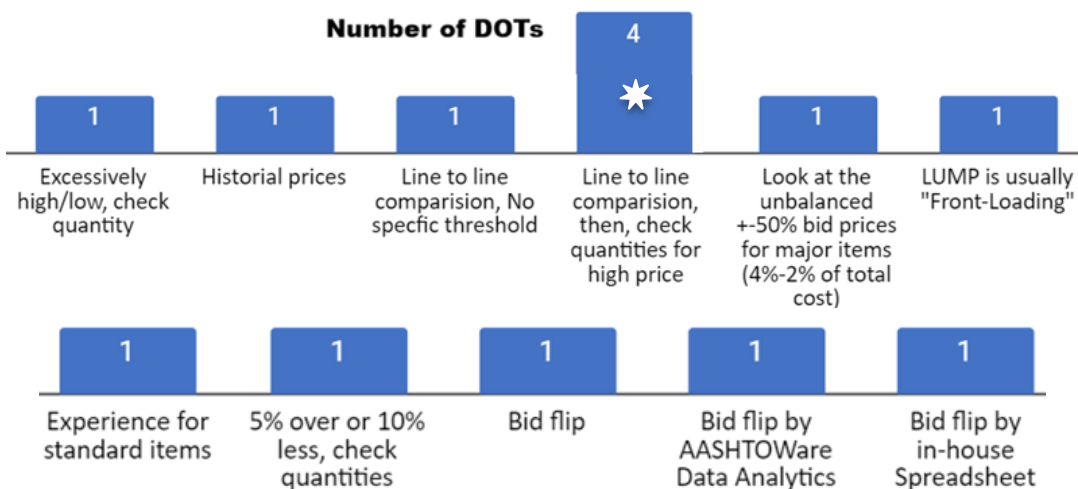 Number of DOTs
4
1
1
1
1
1
Excessively
high/low, check
quantity
Historial prices
Line to line
comparision, No
specfic threshold
Line to line
comparision,
then, check
quantities for
high price
Look at the
unbalanced
+-50% bid prices
for major items
(4%-2% of total
cost)
LUMP is usually
"Front-Loading"
1
1
1
1
1
Experience for
standard items
5% over or 10%
less, check
quantities
Bid flip
Bid flip by
AASHTOWare
Data Analytics
Bid flip by
in-house
Spreadsheet